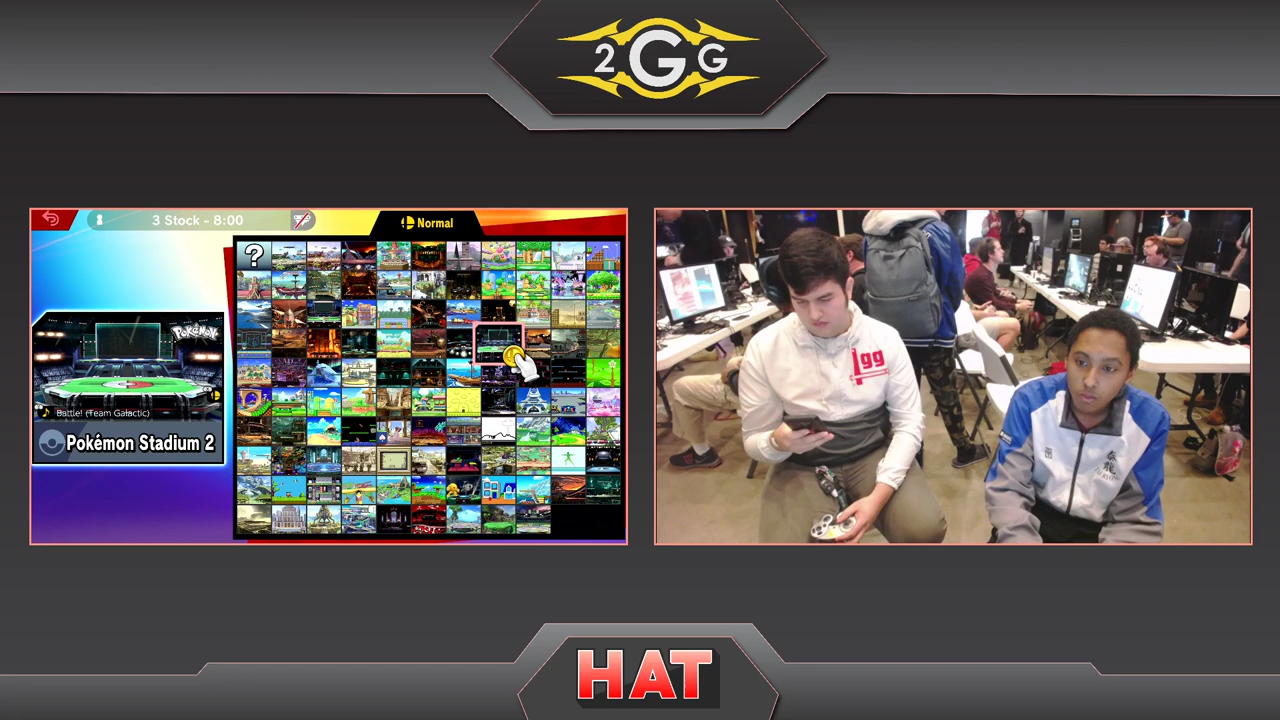 2GG
3 Stock - 8:00
Normal
?
POKéMON
Battle! (Team Galactic)
Pokémon Stadium 2
1gg
HAT